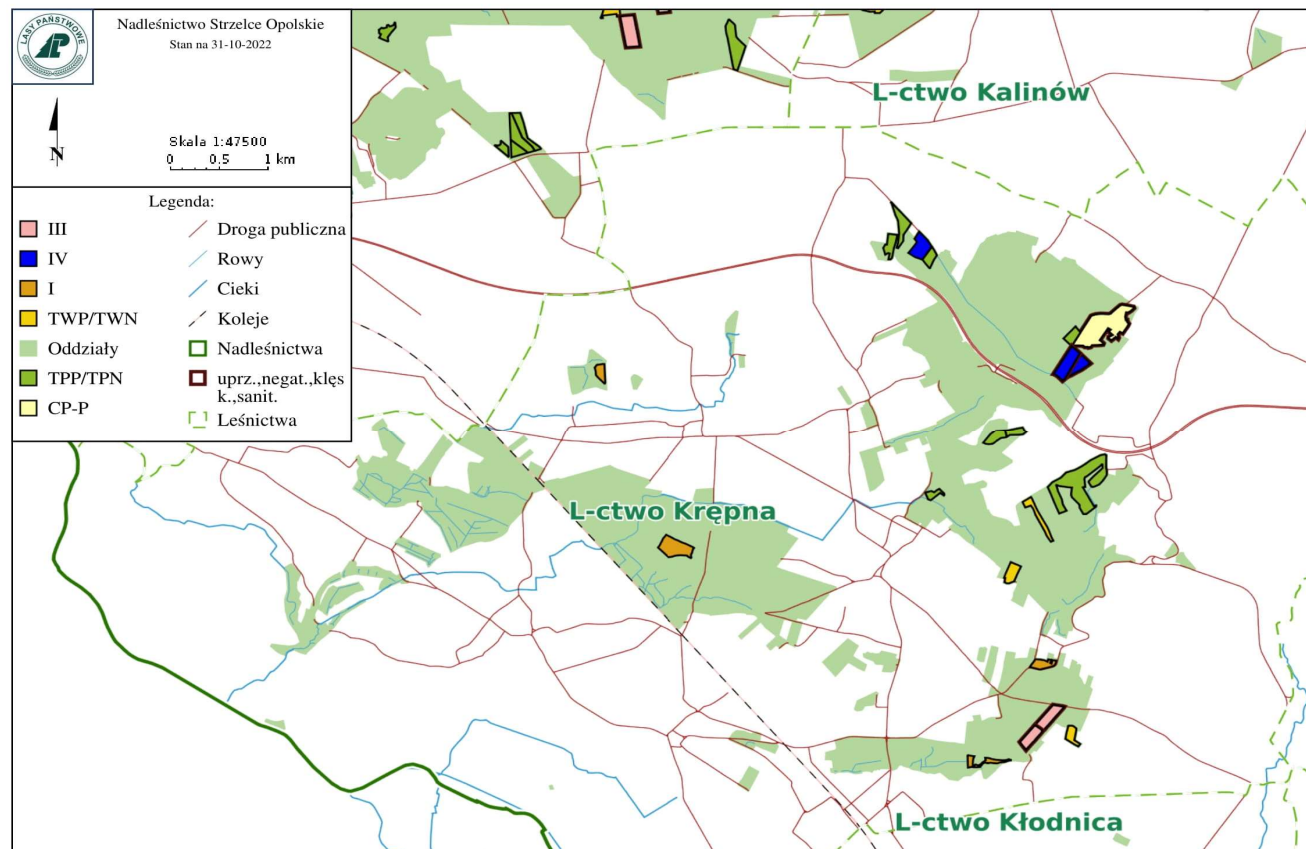 LASY PAŃSTWOWE
Nadleśnictwo Strzelce Opolskie
Stan na 31-10-2022
N
Skala 1:47500
0 0.5 1 km
Legenda:
III
IV
I
TWP/TWN
Oddziały
TPP/TPN
CP-P
Droga publiczna
Rowy
Cieki
Koleje
Nadleśnictwa
uprz.,negat.,klęs
k.,sanit.
Leśnictwa
L-ctwo Kalinów
L-ctwo Krępna
L-ctwo Kłodnica